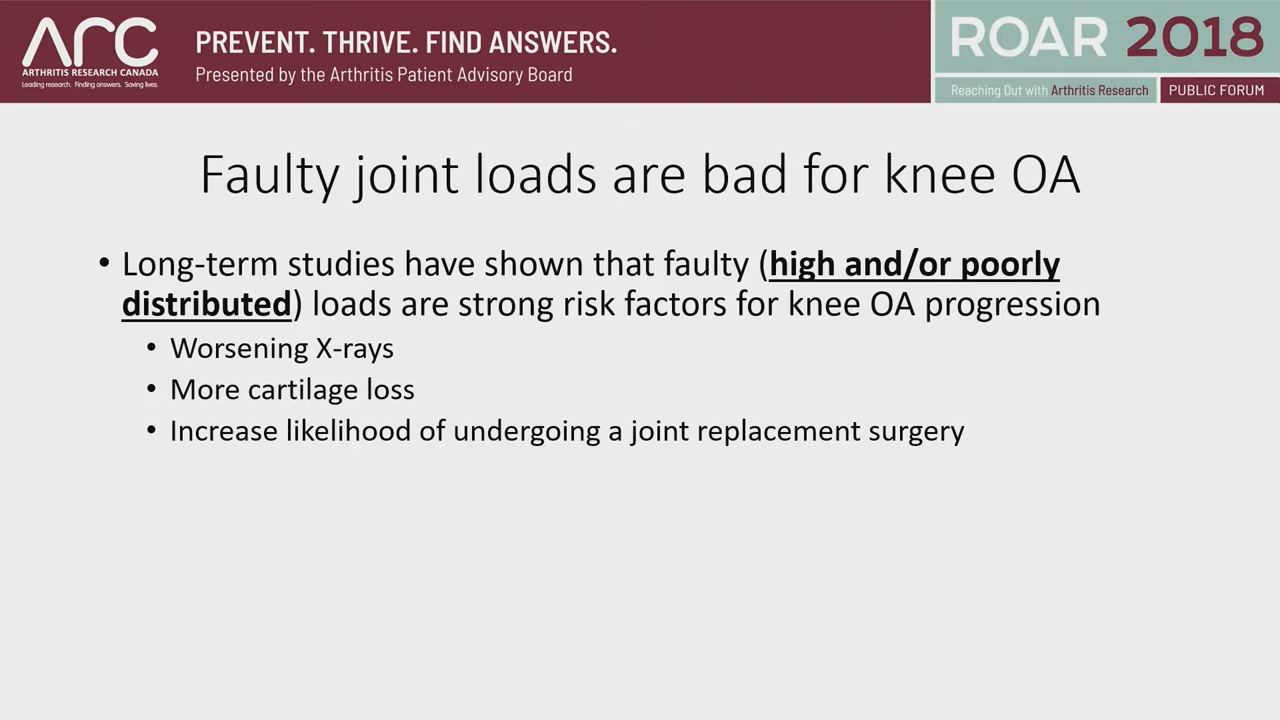 ARC
ARTHRITIS RESEARCH CANADA
Leading research. Finding answers. Saving lives.
PREVENT. THRIVE. FIND ANSWERS.
Presented by the Arthritis Patient Advisory Board
ROAR 2018
Reaching Out with Arthritis Research
PUBLIC FORUM
Faulty joint loads are bad for knee OA
• Long-term studies have shown that faulty (high and/or poorly
distributed) loads are strong risk factors for knee OA progression
• Worsening X-rays
• More cartilage loss
• Increase likelihood of undergoing a joint replacement surgery